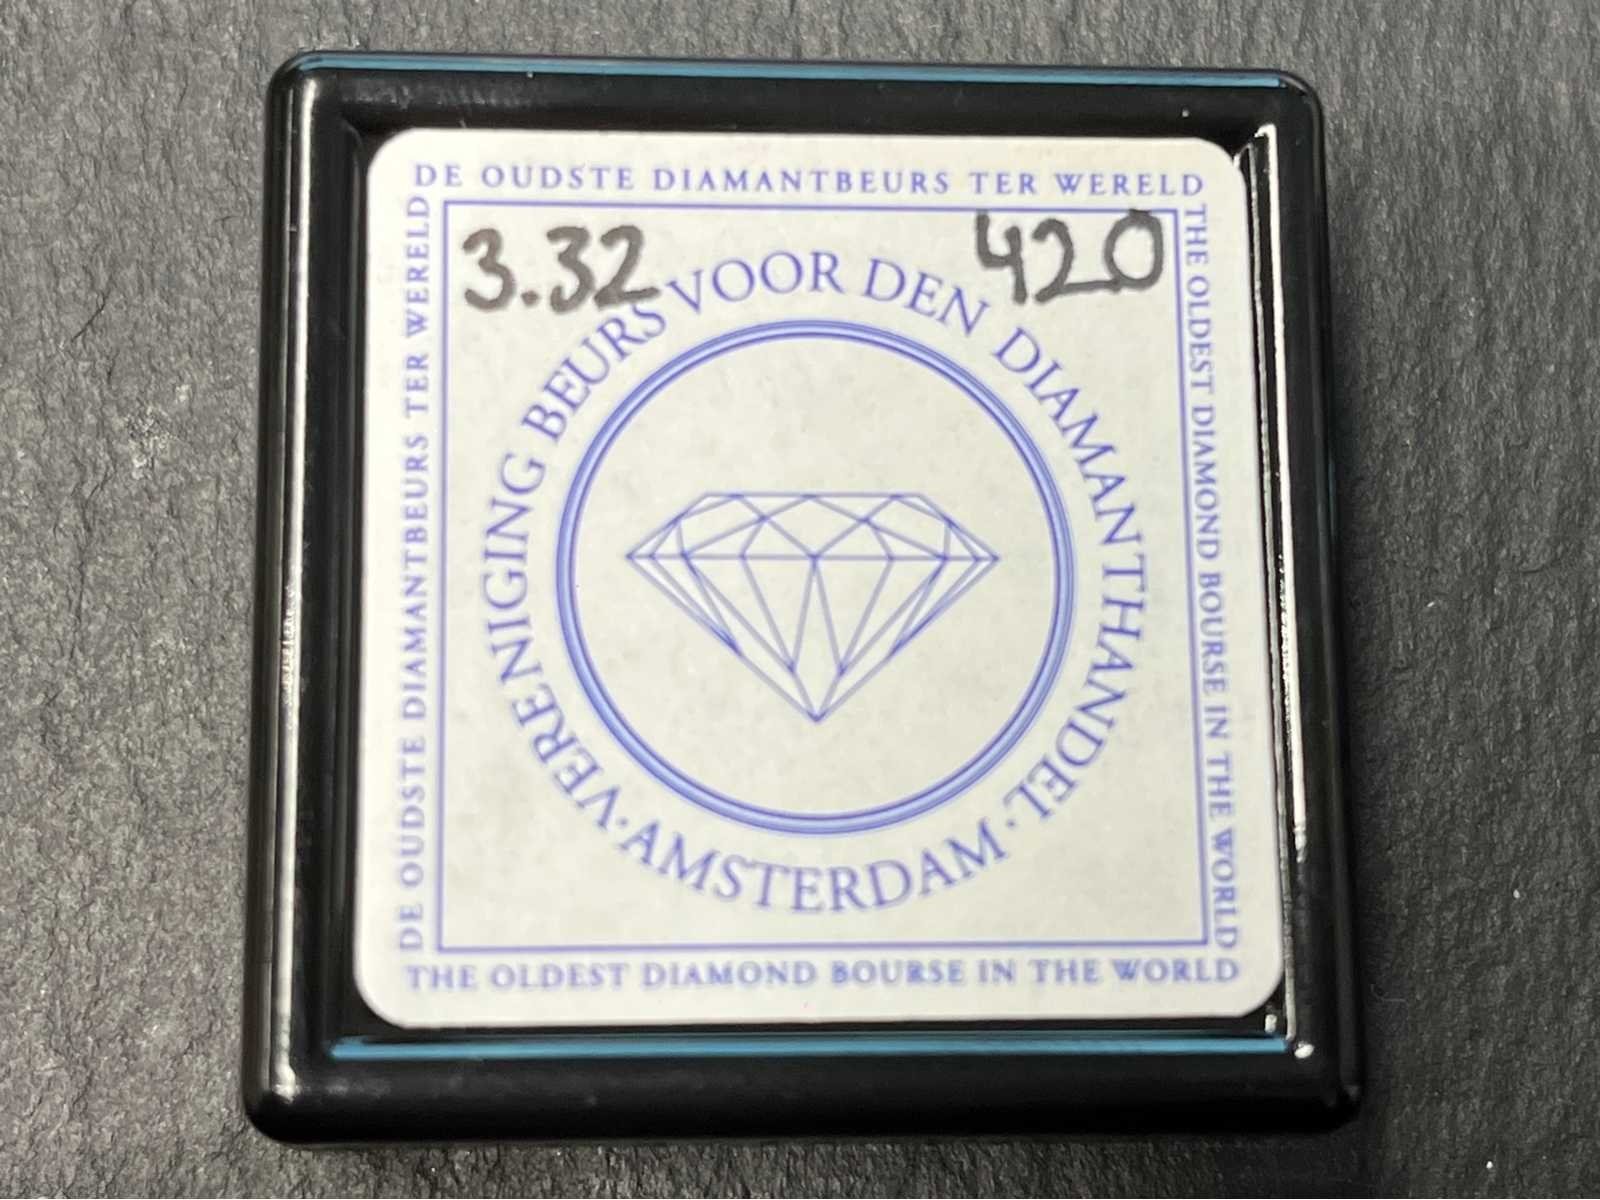 DE OUDSTE DIAMANTBEURS TER WERELD
DE OUDSTE DIAMANTBEURS TER WERELD
3.32
420
VERENIGING BEURS VOOR DEN DIAMANTHANDEL
· AMSTERDAM ·
THE OLDEST DIAMOND BOURSE IN THE WORLD
THE OLDEST DIAMOND BOURSE IN THE WORLD